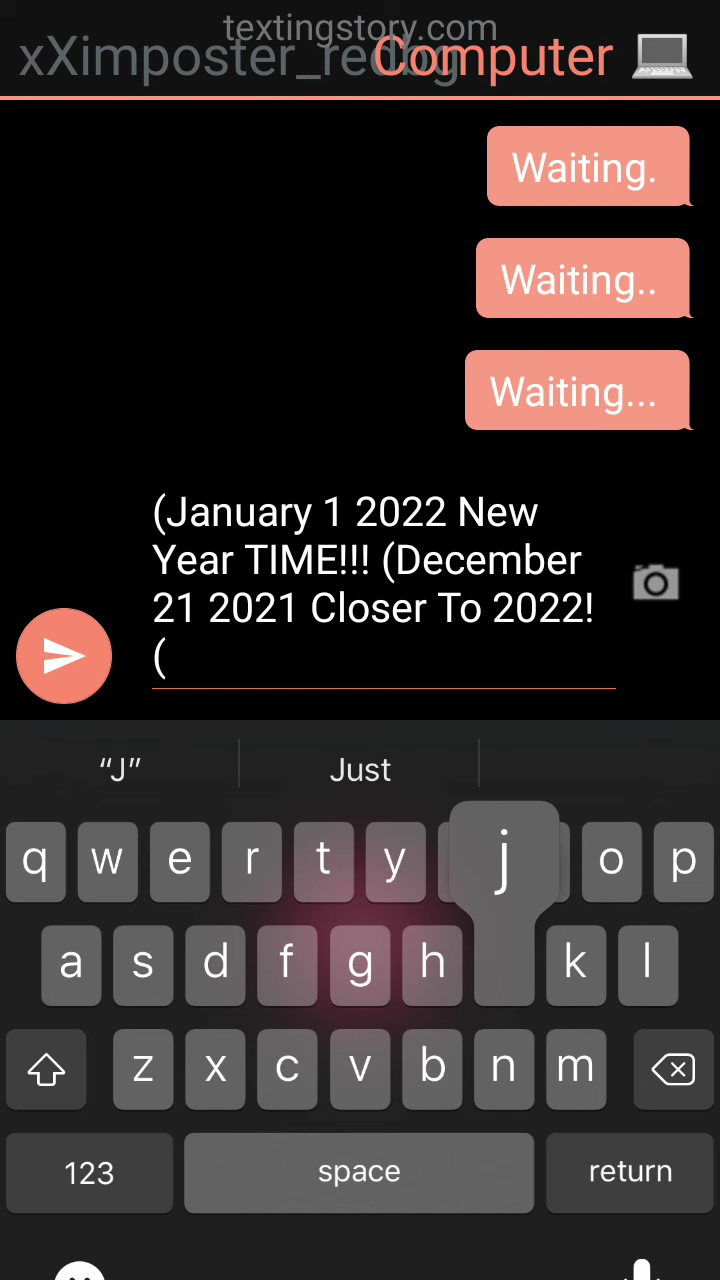 textingstory.com
Computer
Waiting.
Waiting..
Waiting...
(January 1 2022 New
Year TIME!!! (December
21 2021 Closer To 2022!
(
“J” Just
q w e r t y j o p
a s d f g h k l
z x c v b n m
123 space return